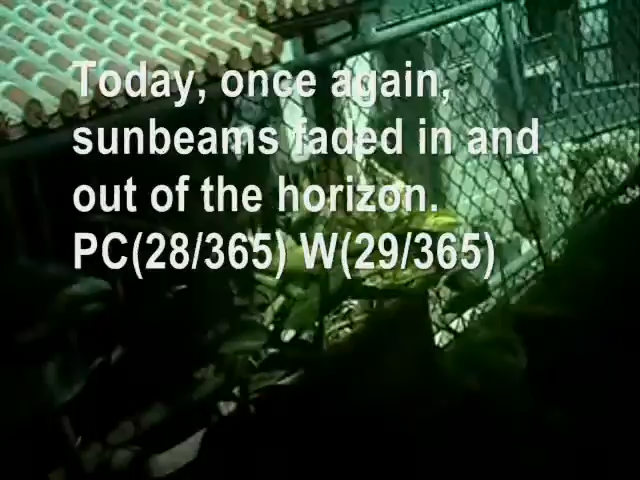 Today, once again,
sunbeams faded in and
out of the horizon.
PC(28/365) W(29/365)